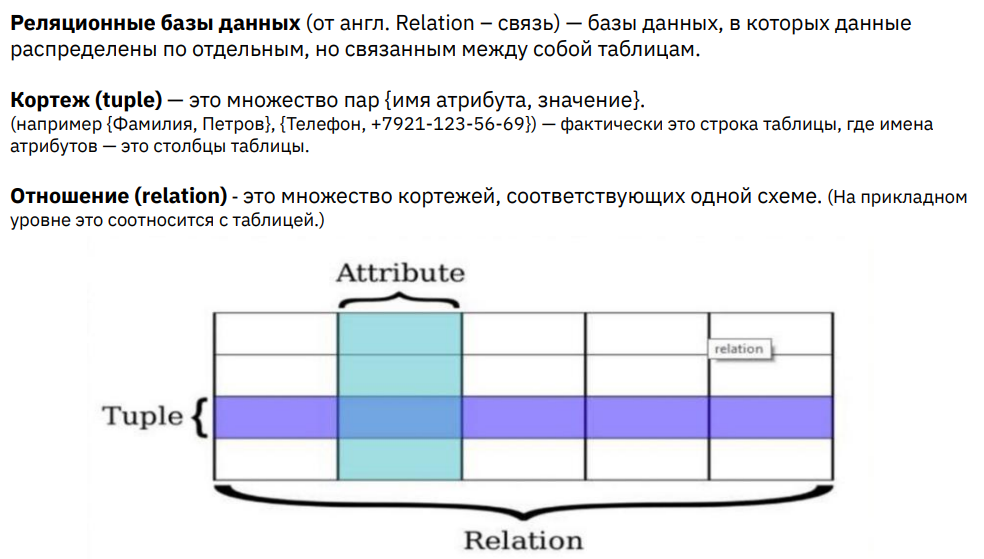 Реляционные базы данных (от англ. Relation – связь) — базы данных, в которых данные
распределены по отдельным, но связанным между собой таблицам.
Кортеж (tuple) — это множество пар {имя атрибута, значение}.
(например {Фамилия, Петров}, {Телефон, +7921-123-56-69}) — фактически это строка таблицы, где имена
атрибутов — это столбцы таблицы.
Отношение (relation) - это множество кортежей, соответствующих одной схеме. (На прикладном
уровне это соотносится с таблицей.)
Attribute
relation
Tuple
Relation